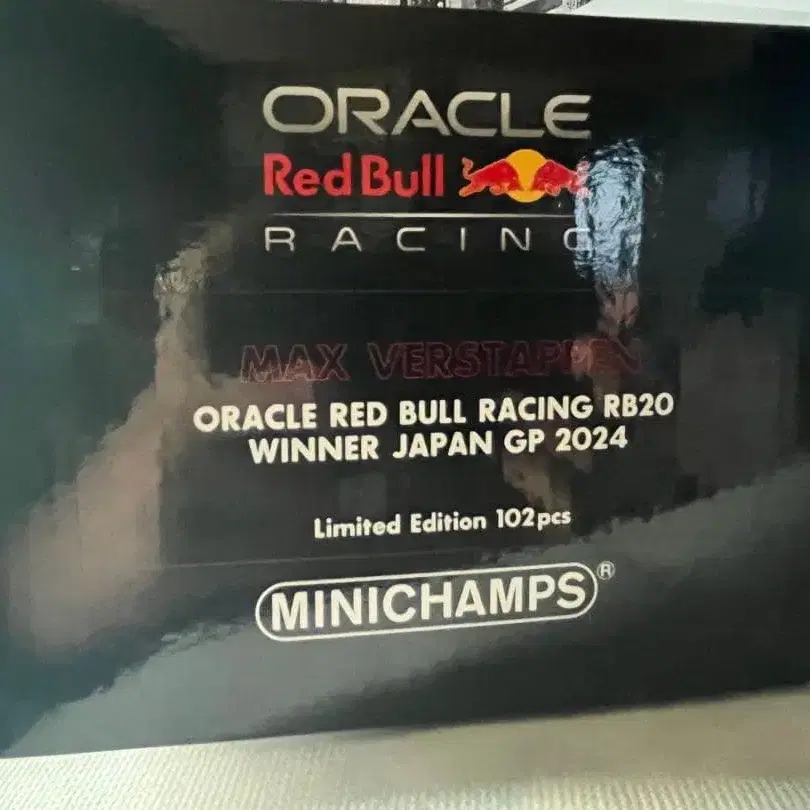 ORACLE
Red Bull
RACING
MAX VERSTAPPEN
ORACLE RED BULL RACING RB20
WINNER JAPAN GP 2024
Limited Edition 102pcs
MINICHAMPS®